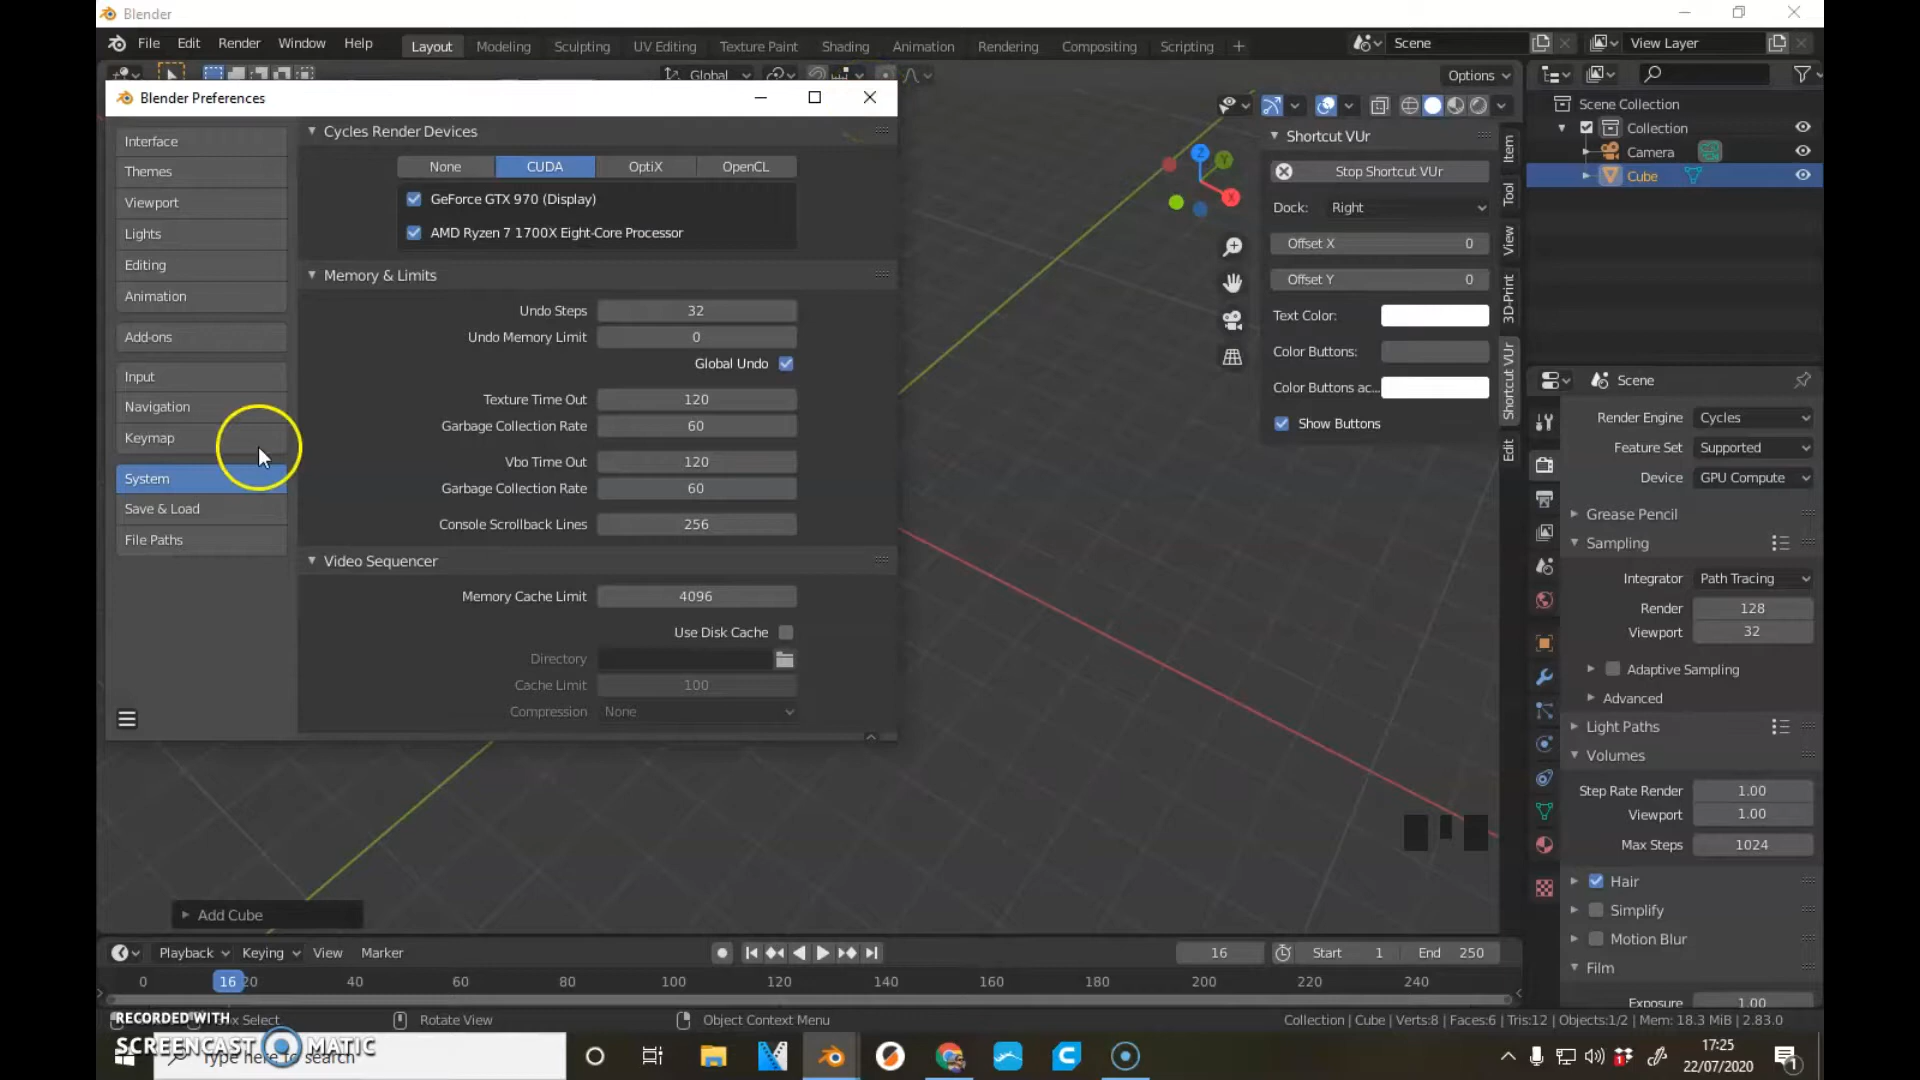 Blender
File Edit Render Window Help Layout Modeling Sculpting UV Editing Texture Paint Shading Animation Rendering Compositing Scripting + Scene View Layer
Global Options
Blender Preferences
Interface
Themes
Viewport
Lights
Editing
Animation
Add-ons
Input
Navigation
Keymap
System
Save & Load
File Paths
Cycles Render Devices
None CUDA OptiX OpenCL
GeForce GTX 970 (Display)
AMD Ryzen 7 1700X Eight-Core Processor
Memory & Limits
Undo Steps 32
Undo Memory Limit 0
Global Undo
Texture Time Out 120
Garbage Collection Rate 60
Vbo Time Out 120
Garbage Collection Rate 60
Console Scrollback Lines 256
Video Sequencer
Memory Cache Limit 4096
Use Disk Cache
Directory
Cache Limit 100
Compression None
Z
Y
X
Shortcut VUr
Stop Shortcut VUr
Dock: Right
Offset X 0
Offset Y 0
Text Color:
Color Buttons:
Color Buttons ac...
Show Buttons
Item
Tool
View
3D-Print
Shortcut VUr
Edit
Scene Collection
Collection
Camera
Cube
Scene
Render Engine Cycles
Feature Set Supported
Device GPU Compute
Grease Pencil
Sampling
Integrator Path Tracing
Render 128
Viewport 32
Adaptive Sampling
Advanced
Light Paths
Volumes
Step Rate Render 1.00
Viewport 1.00
Max Steps 1024
Hair
Simplify
Motion Blur
Film
Exposure 1.00
Add Cube
Playback Keying View Marker 16 Start 1 End 250
0 16 20 40 60 80 100 120 140 160 180 200 220 240
RECORDED WITH
SCREENCAST MATIC
Select Rotate View Object Context Menu Collection | Cube | Verts:8 | Faces:6 | Tris:12 | Objects:1/2 | Mem: 18.3 MiB | 2.83.0
Type here to search
17:25
22/07/2020
1